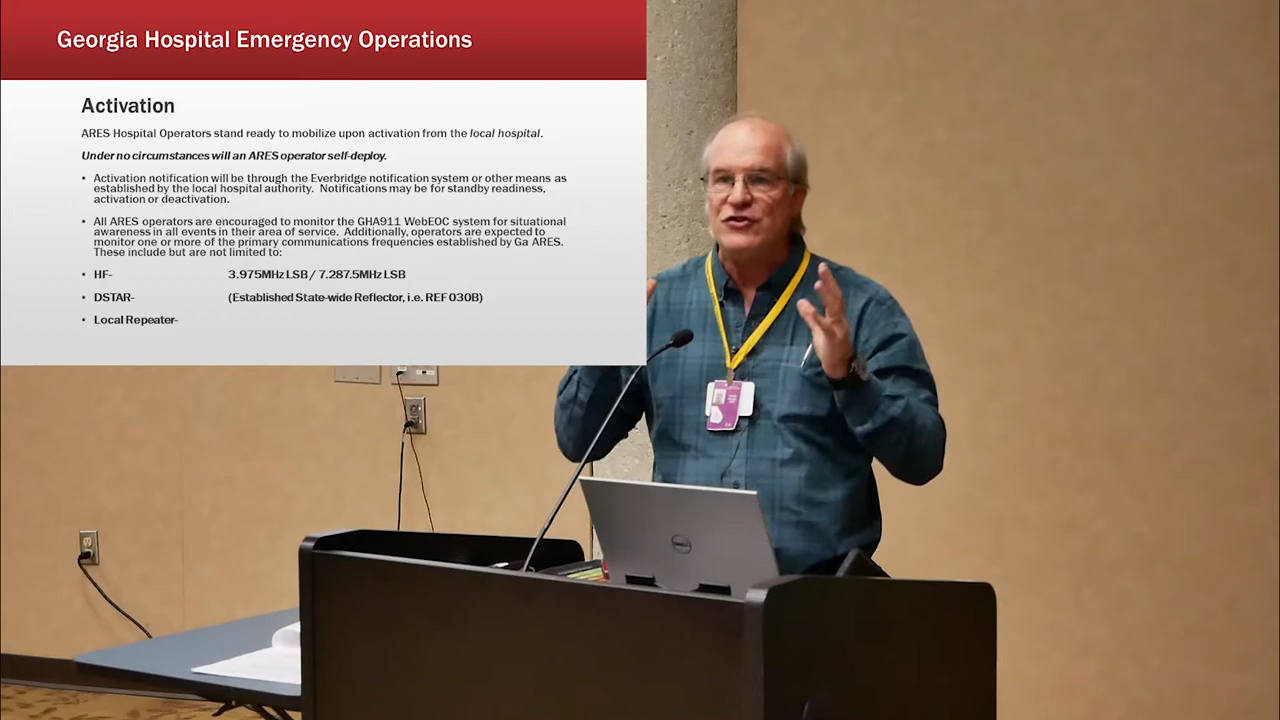 Georgia Hospital Emergency Operations
Activation
ARES Hospital Operators stand ready to mobilize upon activation from the local hospital.
Under no circumstances will an ARES operator self-deploy.
• Activation notification will be through the Everbridge notification system or other means as
established by the local hospital authority. Notifications may be for standby readiness,
activation or deactivation.
• All ARES operators are encouraged to monitor the GHA911 WebEOC system for situational
awareness in all events in their area of service. Additionally, operators are expected to
monitor one or more of the primary communications frequencies established by Ga ARES.
These include but are not limited to:
• HF- 3.975MHz LSB / 7.287.5MHz LSB
• DSTAR- (Established State-wide Reflector, i.e. REF 030B)
• Local Repeater-
DELL